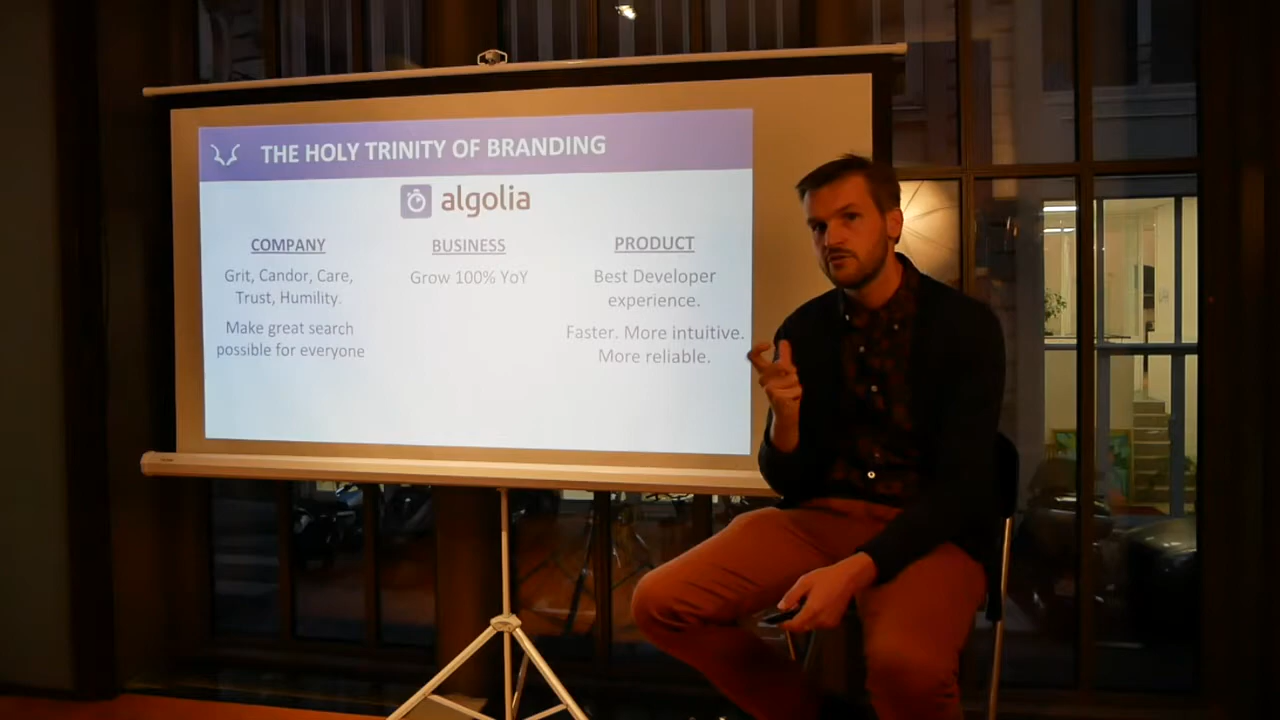 THE HOLY TRINITY OF BRANDING
algolia
COMPANY
Grit, Candor, Care,
Trust, Humility.
Make great search
possible for everyone
BUSINESS
Grow 100% YoY
PRODUCT
Best Developer
experience.
Faster. More intuitive.
More reliable.